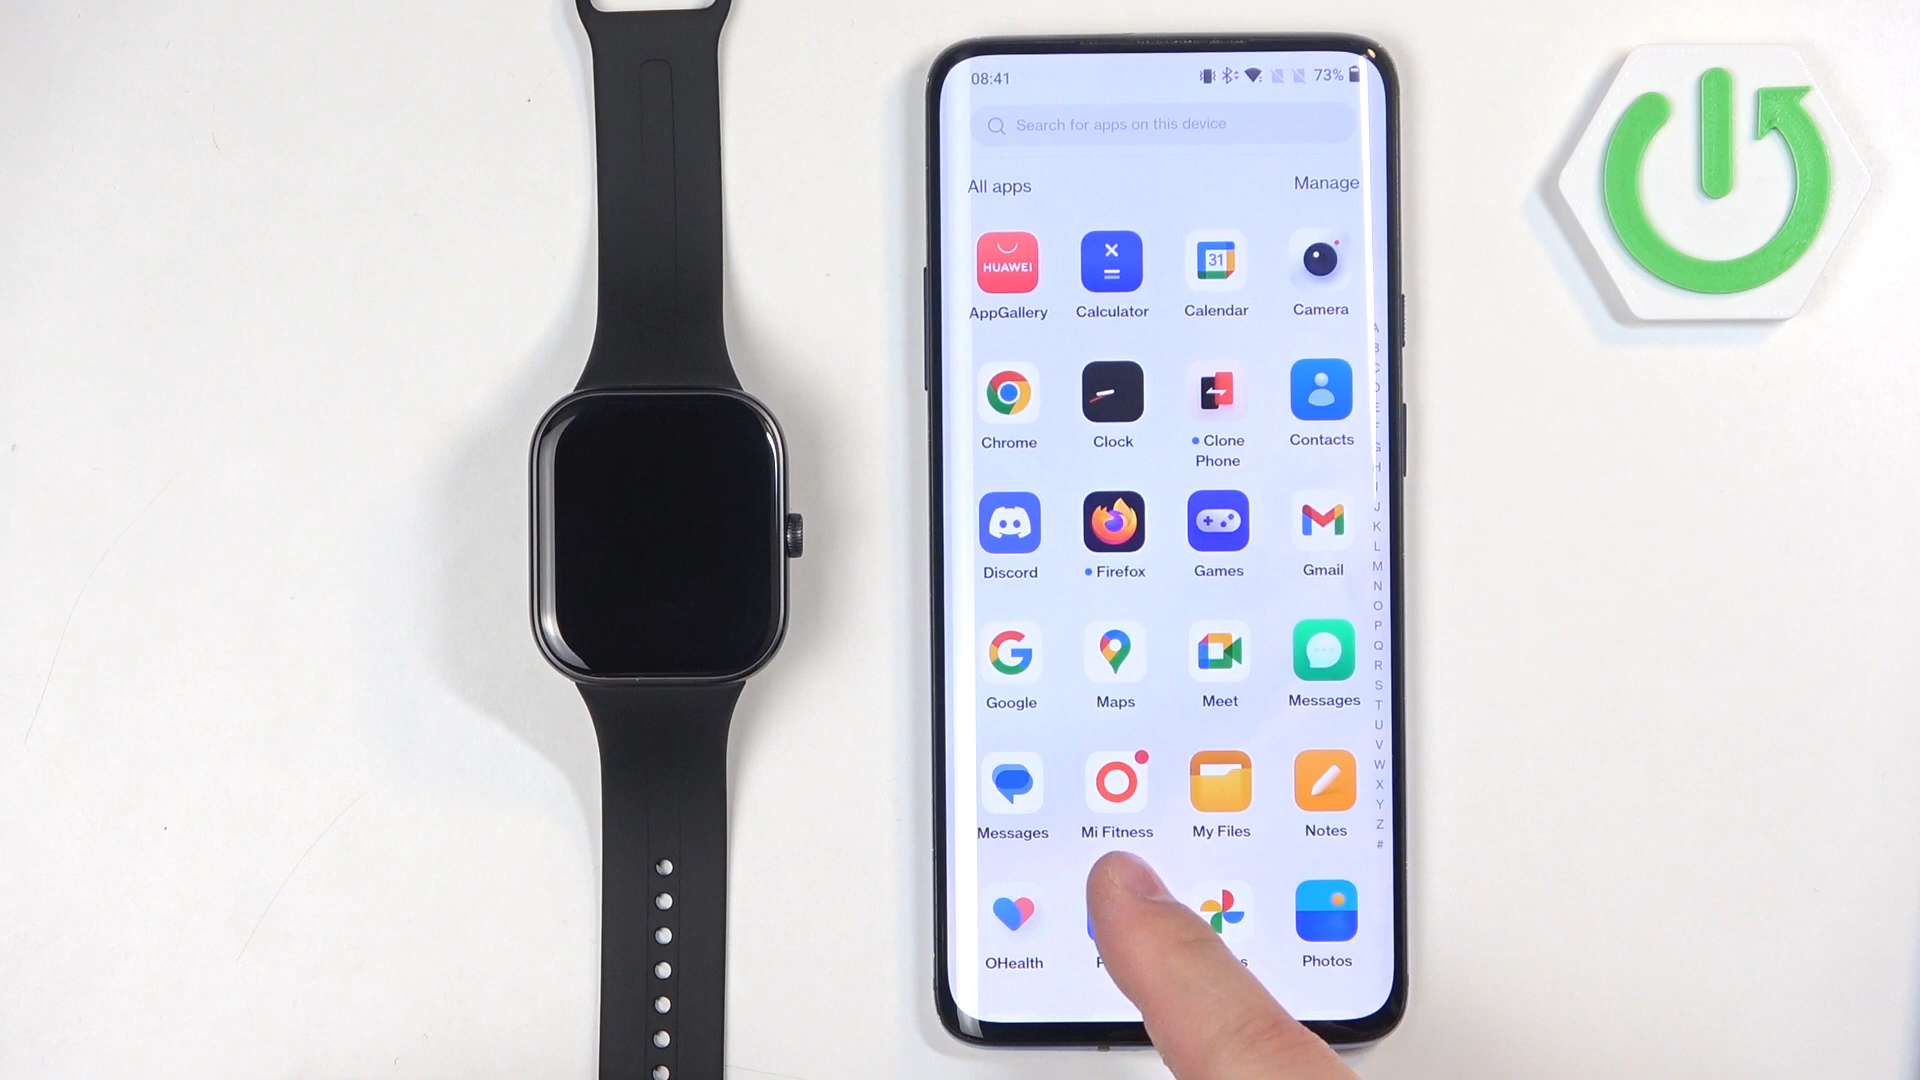 08:41 73%
Search for apps on this device
All apps Manage
HUAWEI 31
AppGallery Calculator Calendar Camera
Chrome Clock Clone Phone Contacts
Discord Firefox Games Gmail
Google Maps Meet Messages
Messages Mi Fitness My Files Notes
OHealth Photos
A
B
C
D
E
F
G
H
I
J
K
L
M
N
O
P
Q
R
S
T
U
V
W
X
Y
Z
#